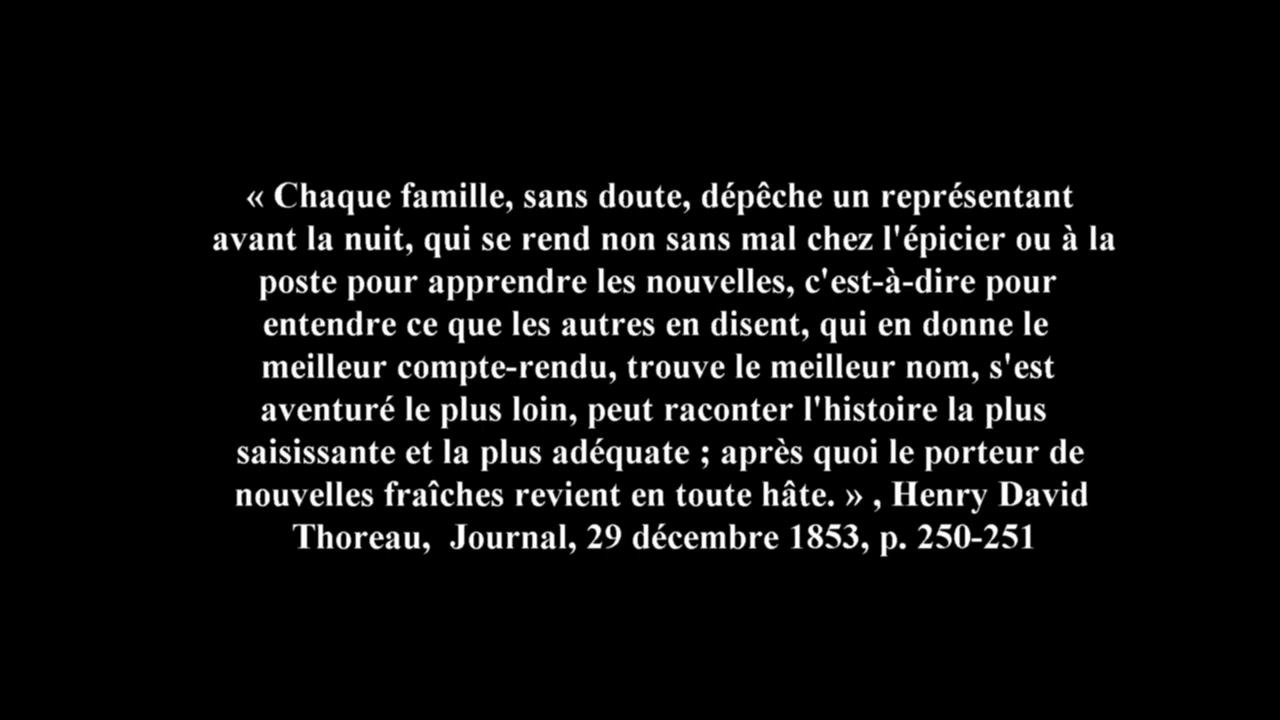 « Chaque famille, sans doute, dépêche un représentant
avant la nuit, qui se rend non sans mal chez l'épicier ou à la
poste pour apprendre les nouvelles, c'est-à-dire pour
entendre ce que les autres en disent, qui en donne le
meilleur compte-rendu, trouve le meilleur nom, s'est
aventuré le plus loin, peut raconter l'histoire la plus
saisissante et la plus adéquate ; après quoi le porteur de
nouvelles fraîches revient en toute hâte. » , Henry David
Thoreau,  Journal, 29 décembre 1853, p. 250-251